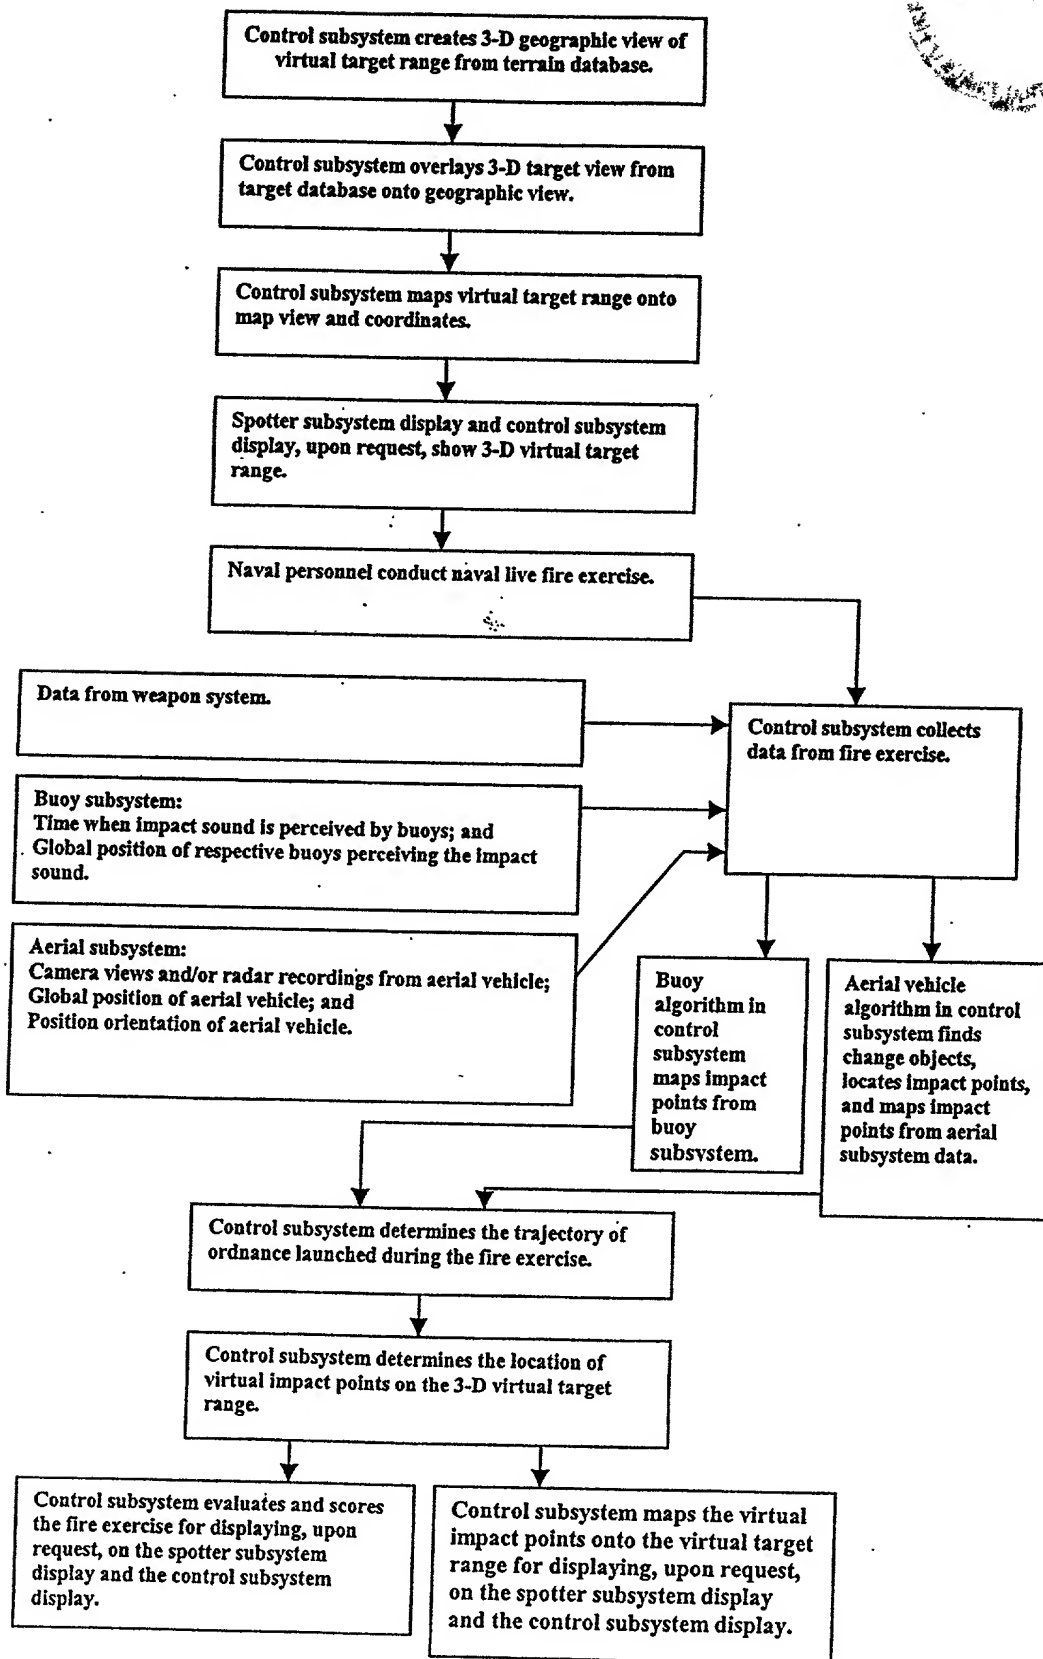 Control subsystem creates 3-D geographic view of
virtual target range from terrain database.
Control subsystem overlays 3-D target view from
target database onto geographic view.
Control subsystem maps virtual target range onto
map view and coordinates.
Spotter subsystem display and control subsystem
display, upon request, show 3-D virtual target
range.
Naval personnel conduct naval live fire exercise.
Data from weapon system.
Control subsystem collects
data from fire exercise.
Buoy subsystem:
Time when impact sound is perceived by buoys; and
Global position of respective buoys perceiving the impact
sound.
Aerial subsystem:
Camera views and/or radar recordings from aerial vehicle;
Global position of aerial vehicle; and
Position orientation of aerial vehicle.
Buoy
algorithm in
control
subsystem
maps impact
points from
buoy
subsystem.
Aerial vehicle
algorithm in control
subsystem finds
change objects,
locates impact points,
and maps impact
points from aerial
subsystem data.
Control subsystem determines the trajectory of
ordnance launched during the fire exercise.
Control subsystem determines the location of
virtual impact points on the 3-D virtual target
range.
Control subsystem evaluates and scores
the fire exercise for displaying, upon
request, on the spotter subsystem
display and the control subsystem
display.
Control subsystem maps the virtual
impact points onto the virtual target
range for displaying, upon request,
on the spotter subsystem display
and the control subsystem display.